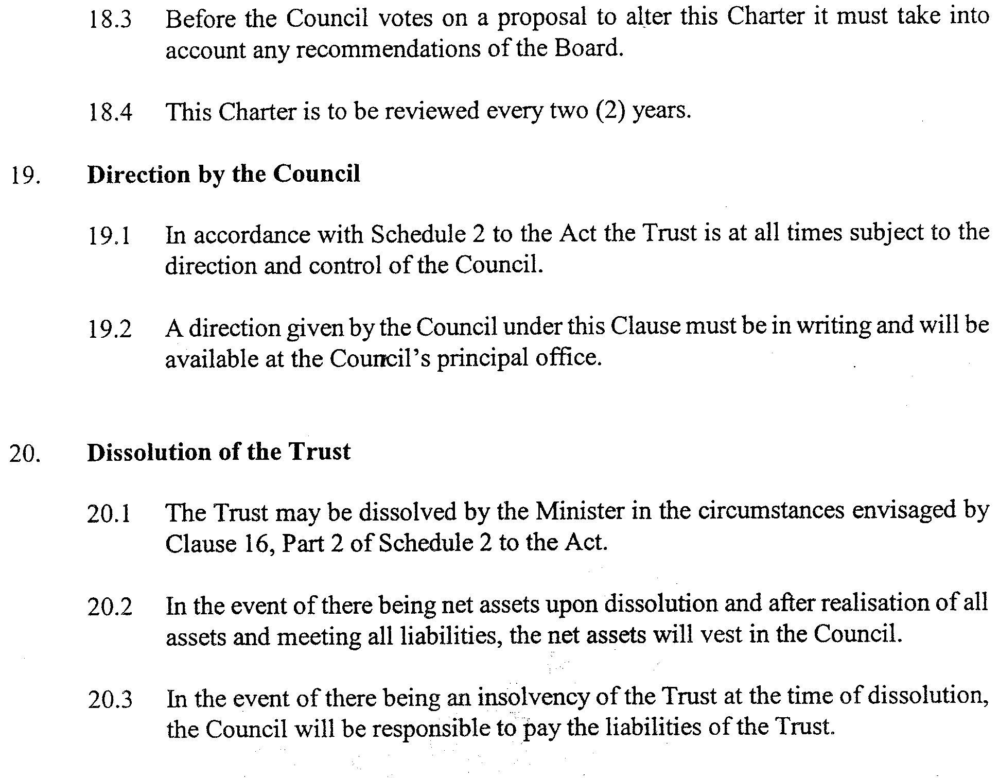 18.3 Before the Council votes on a proposal to alter this Charter it must take into
account any recommendations of the Board.
18.4 This Charter is to be reviewed every two (2) years.
19. Direction by the Council
19.1 In accordance with Schedule 2 to the Act the Trust is at all times subject to the
direction and control of the Council.
19.2 A direction given by the Council under this Clause must be in writing and will be
available at the Council's principal office.
20. Dissolution of the Trust
20.1 The Trust may be dissolved by the Minister in the circumstances envisaged by
Clause 16, Part 2 of Schedule 2 to the Act.
20.2 In the event of there being net assets upon dissolution and after realisation of all
assets and meeting all liabilities, the net assets will vest in the Council.
20.3 In the event of there being an insolvency of the Trust at the time of dissolution,
the Council will be responsible to pay the liabilities of the Trust.